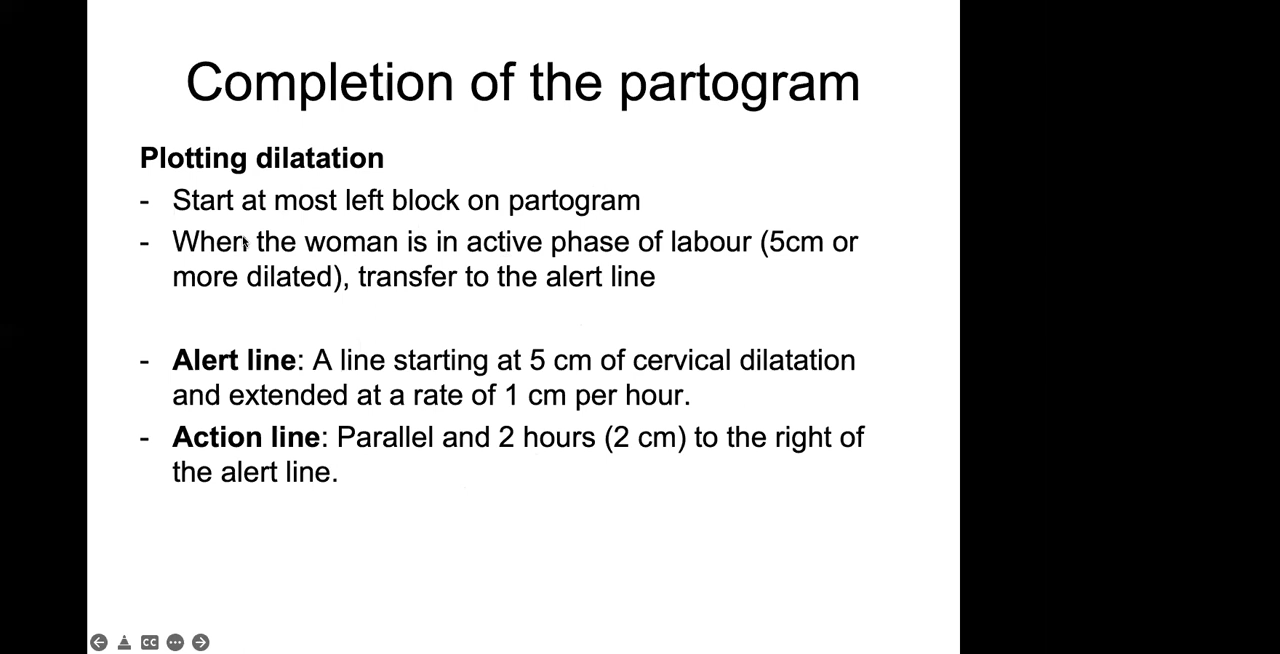 Completion of the partogram
Plotting dilatation
- Start at most left block on partogram
- When the woman is in active phase of labour (5cm or
more dilated), transfer to the alert line
- Alert line: A line starting at 5 cm of cervical dilatation
and extended at a rate of 1 cm per hour.
- Action line: Parallel and 2 hours (2 cm) to the right of
the alert line.
CC